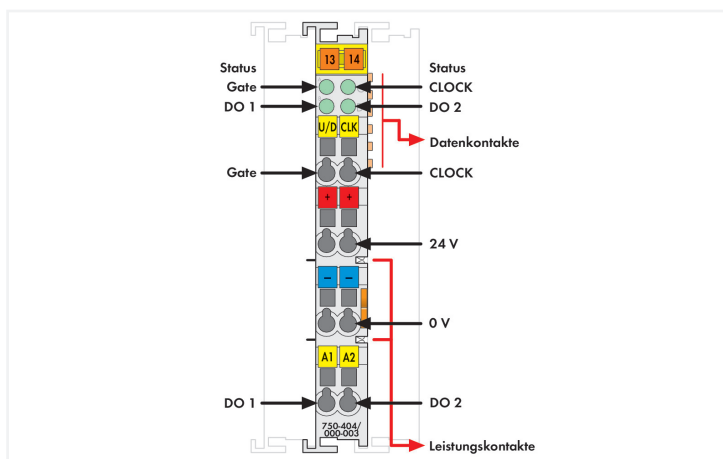 13 14
Status Status
Gate CLOCK
DO 1 DO 2
U/D CLK
Datenkontakte
Gate CLOCK
+ +
24 V
− −
0 V
A1 A2
DO 1 DO 2
750-404/
000-003
Leistungskontakte